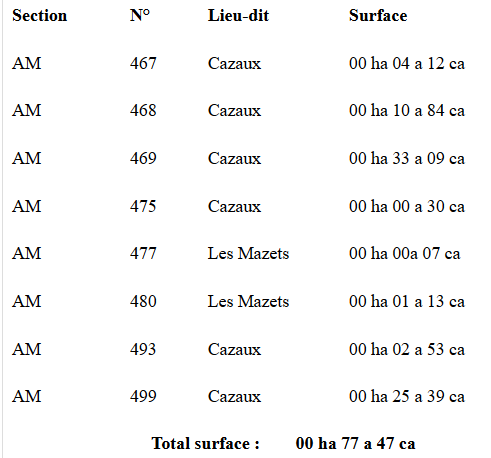 Section N° Lieu-dit Surface
AM 467 Cazaux 00 ha 04 a 12 ca
AM 468 Cazaux 00 ha 10 a 84 ca
AM 469 Cazaux 00 ha 33 a 09 ca
AM 475 Cazaux 00 ha 00 a 30 ca
AM 477 Les Mazets 00 ha 00a 07 ca
AM 480 Les Mazets 00 ha 01 a 13 ca
AM 493 Cazaux 00 ha 02 a 53 ca
AM 499 Cazaux 00 ha 25 a 39 ca
Total surface : 00 ha 77 a 47 ca